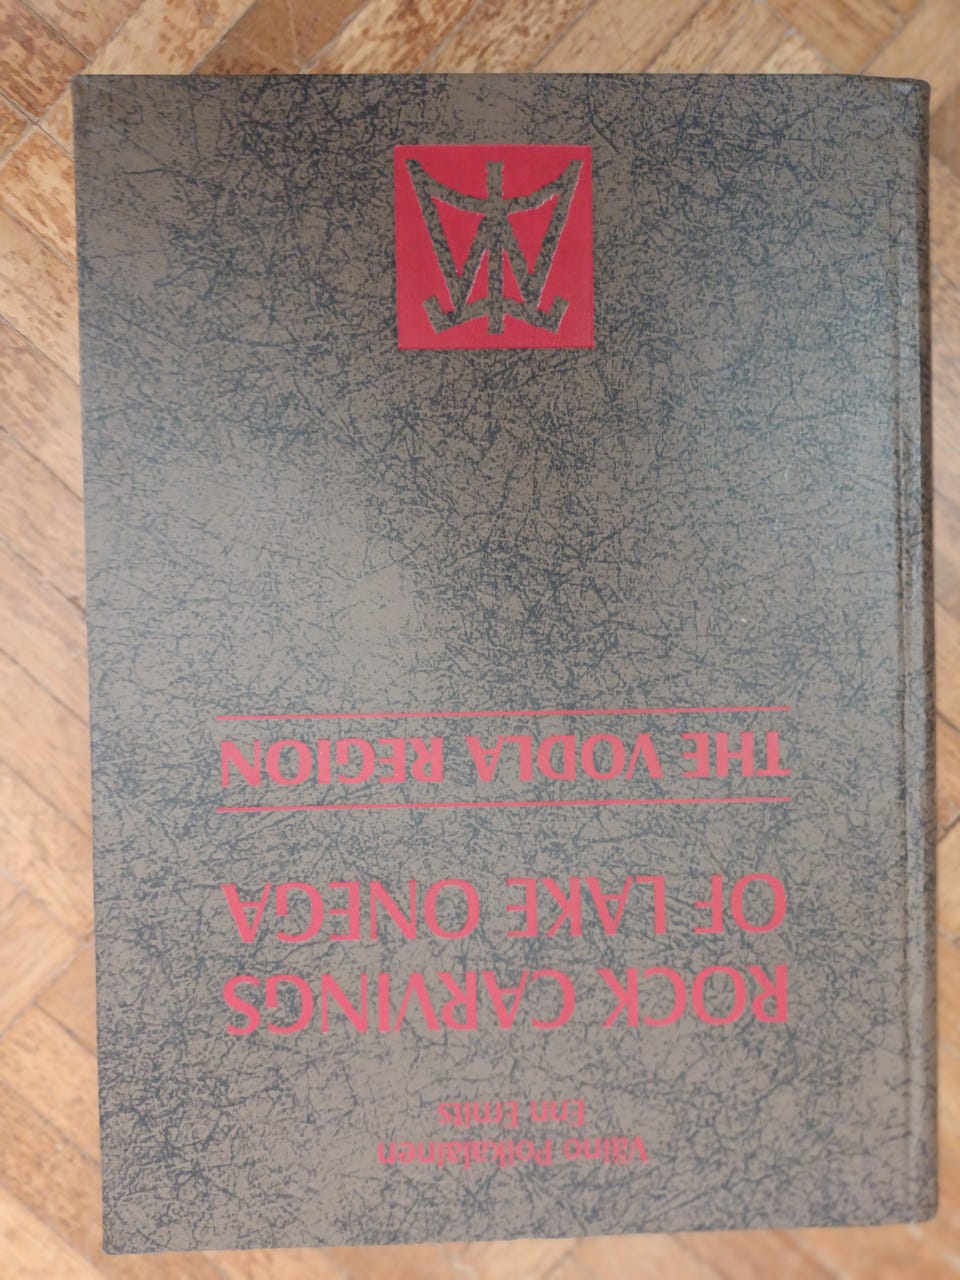 Väino Poikalainen
Enn Ernits
ROCK CARVINGS
OF LAKE ONEGA
THE VODLA REGION